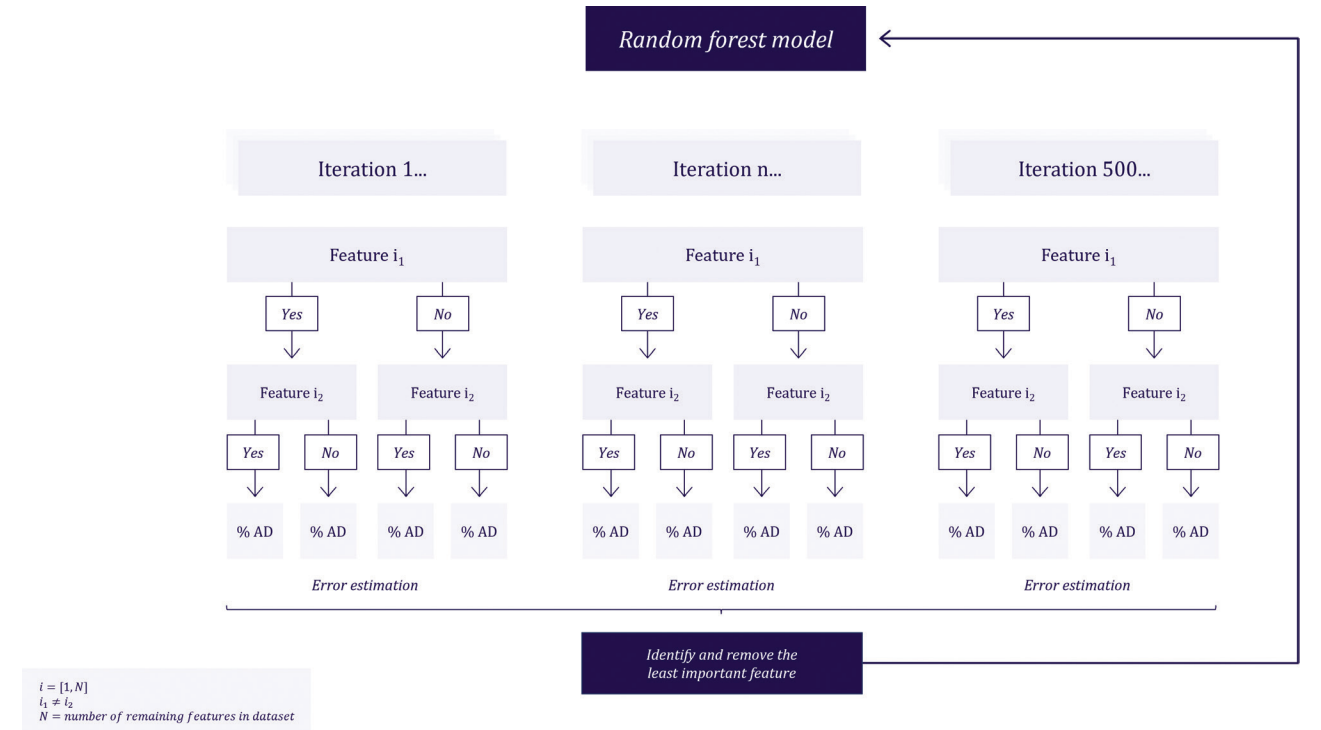 Random forest model
Iteration 1... Iteration n... Iteration 500...
Feature i₁ Feature i₁ Feature i₁
Yes No Yes No Yes No
Feature i₂ Feature i₂ Feature i₂ Feature i₂ Feature i₂ Feature i₂
Yes No Yes No Yes No Yes No Yes No Yes No
% AD % AD % AD % AD % AD % AD % AD % AD % AD % AD % AD % AD
Error estimation Error estimation Error estimation
Identify and remove the
least important feature
i = [1, N]
i₁ ≠ i₂
N = number of remaining features in dataset